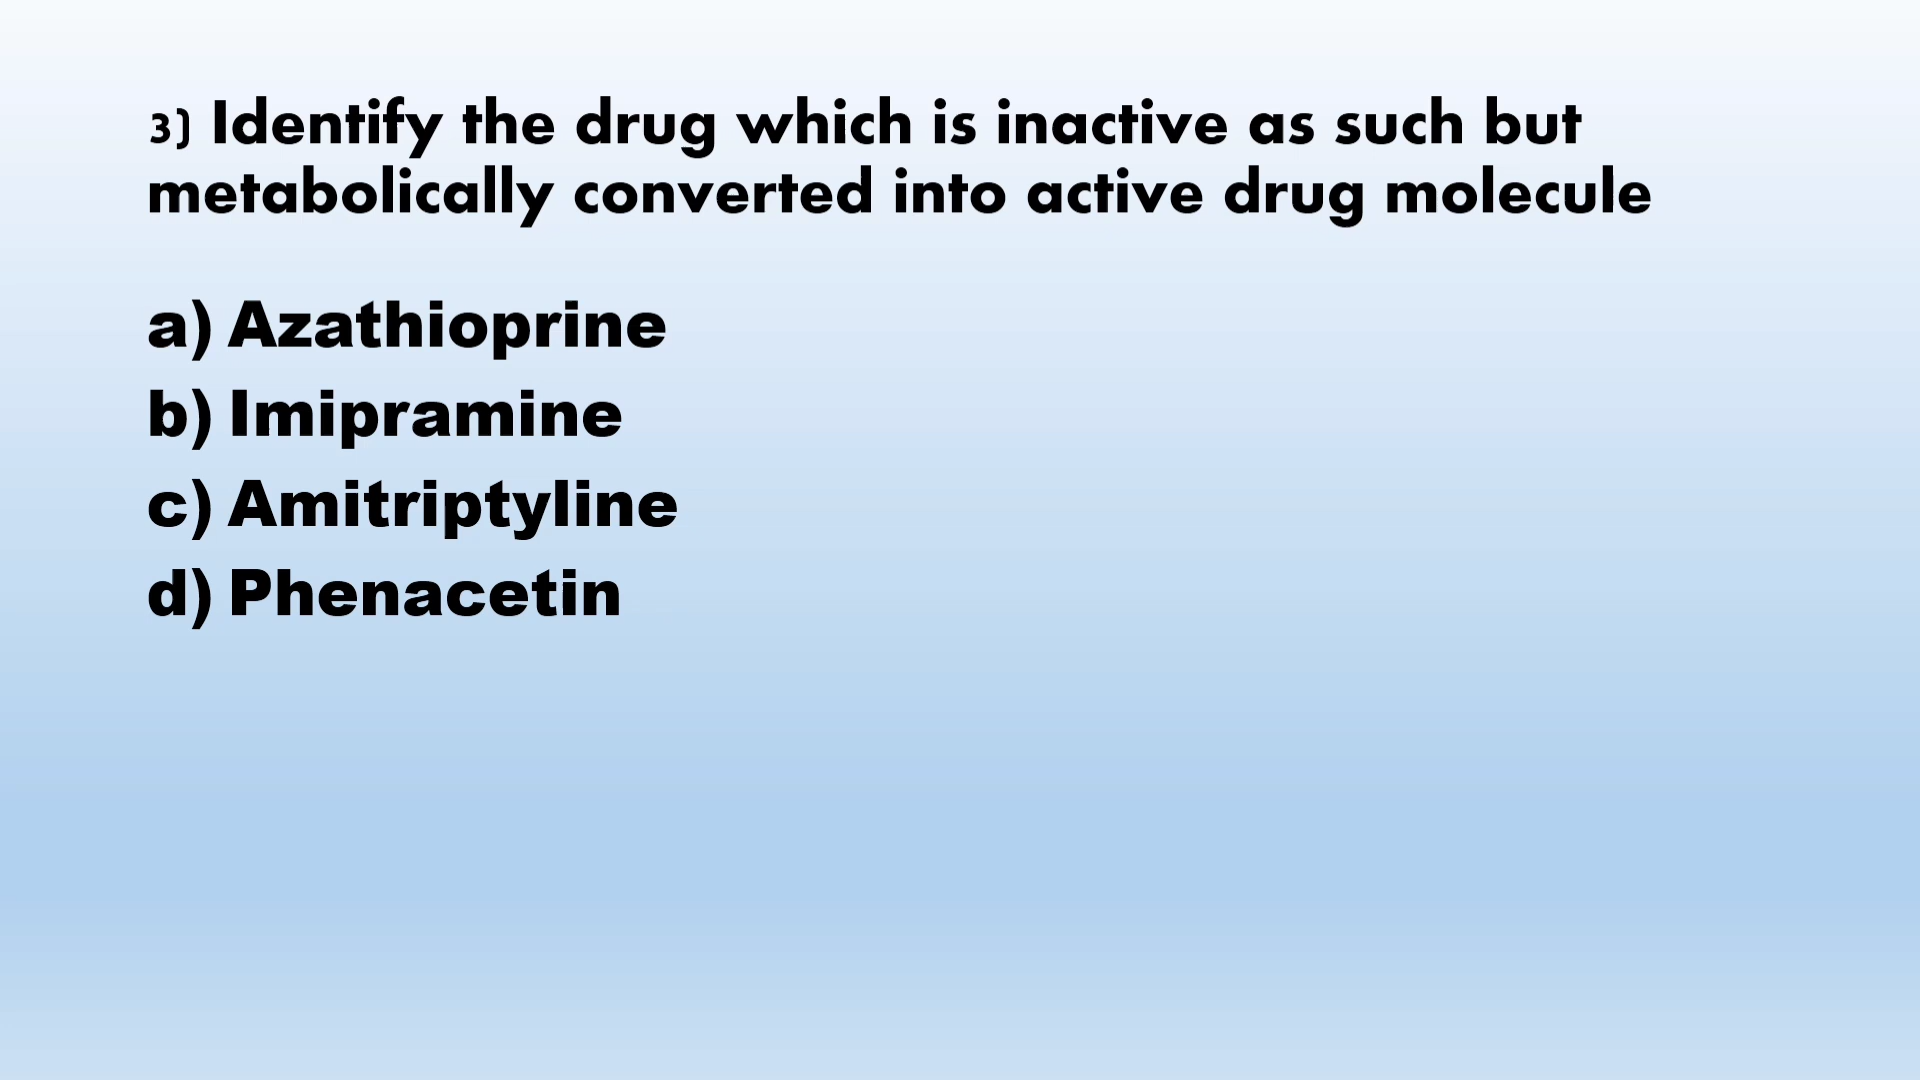 3) Identify the drug which is inactive as such but
metabolically converted into active drug molecule
a) Azathioprine
b) Imipramine
c) Amitriptyline
d) Phenacetin